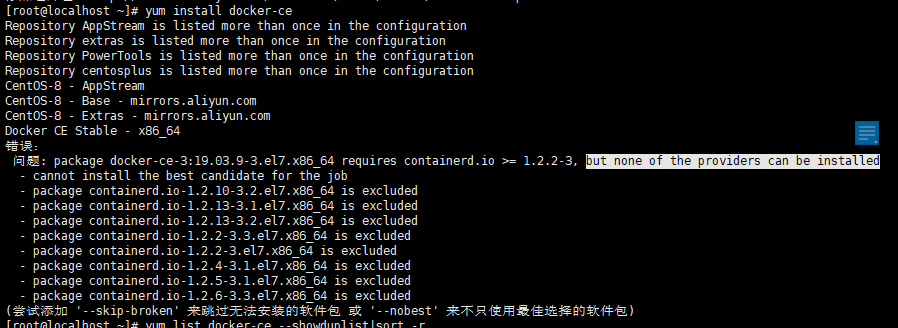 [root@localhost ~]# yum install docker-ce
Repository AppStream is listed more than once in the configuration
Repository extras is listed more than once in the configuration
Repository PowerTools is listed more than once in the configuration
Repository centosplus is listed more than once in the configuration
CentOS-8 - AppStream
CentOS-8 - Base - mirrors.aliyun.com
CentOS-8 - Extras - mirrors.aliyun.com
Docker CE Stable - x86_64
错误:
问题: package docker-ce-3:19.03.9-3.el7.x86_64 requires containerd.io >= 1.2.2-3, but none of the providers can be installed
- cannot install the best candidate for the job
- package containerd.io-1.2.10-3.2.el7.x86_64 is excluded
- package containerd.io-1.2.13-3.1.el7.x86_64 is excluded
- package containerd.io-1.2.13-3.2.el7.x86_64 is excluded
- package containerd.io-1.2.2-3.3.el7.x86_64 is excluded
- package containerd.io-1.2.2-3.el7.x86_64 is excluded
- package containerd.io-1.2.4-3.1.el7.x86_64 is excluded
- package containerd.io-1.2.5-3.1.el7.x86_64 is excluded
- package containerd.io-1.2.6-3.3.el7.x86_64 is excluded
(尝试添加 '--skip-broken' 来跳过无法安装的软件包 或 '--nobest' 来不只使用最佳选择的软件包)
[root@localhost ~]# yum list docker-ce --showduplist|sort -r